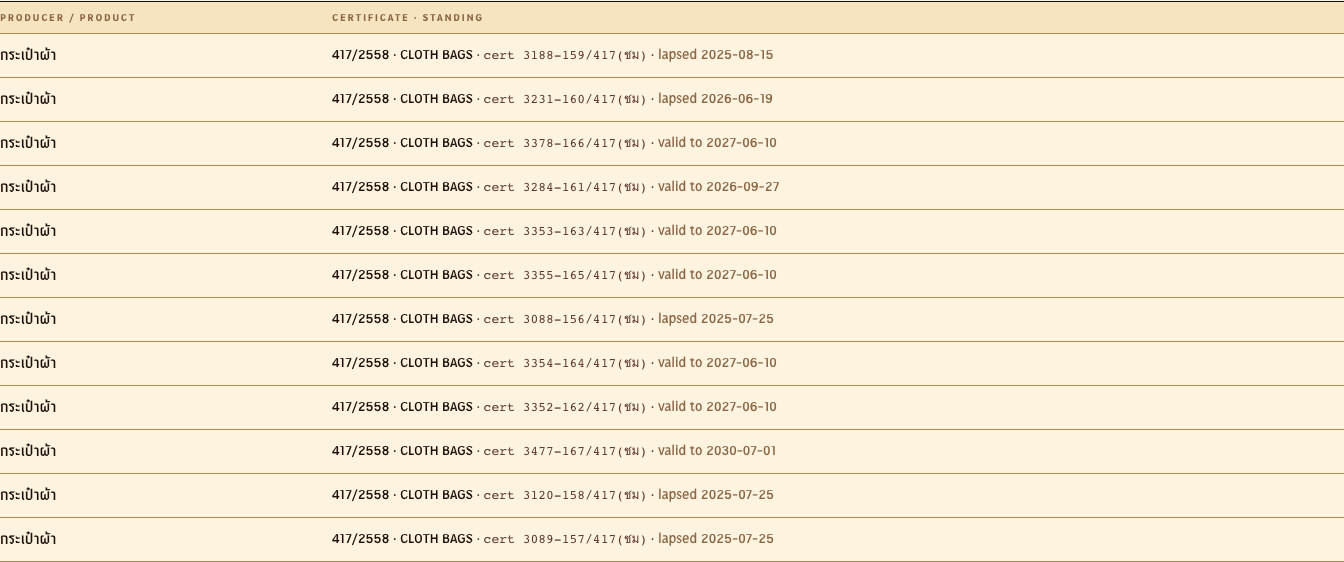 PRODUCER / PRODUCT CERTIFICATE · STANDING
กระเป๋าผ้า 417/2558 · CLOTH BAGS · cert 3188-159/417(ชม) · lapsed 2025-08-15
กระเป๋าผ้า 417/2558 · CLOTH BAGS · cert 3231-160/417(ชม) · lapsed 2026-06-19
กระเป๋าผ้า 417/2558 · CLOTH BAGS · cert 3378-166/417(ชม) · valid to 2027-06-10
กระเป๋าผ้า 417/2558 · CLOTH BAGS · cert 3284-161/417(ชม) · valid to 2026-09-27
กระเป๋าผ้า 417/2558 · CLOTH BAGS · cert 3353-163/417(ชม) · valid to 2027-06-10
กระเป๋าผ้า 417/2558 · CLOTH BAGS · cert 3355-165/417(ชม) · valid to 2027-06-10
กระเป๋าผ้า 417/2558 · CLOTH BAGS · cert 3088-156/417(ชม) · lapsed 2025-07-25
กระเป๋าผ้า 417/2558 · CLOTH BAGS · cert 3354-164/417(ชม) · valid to 2027-06-10
กระเป๋าผ้า 417/2558 · CLOTH BAGS · cert 3352-162/417(ชม) · valid to 2027-06-10
กระเป๋าผ้า 417/2558 · CLOTH BAGS · cert 3477-167/417(ชม) · valid to 2030-07-01
กระเป๋าผ้า 417/2558 · CLOTH BAGS · cert 3120-158/417(ชม) · lapsed 2025-07-25
กระเป๋าผ้า 417/2558 · CLOTH BAGS · cert 3089-157/417(ชม) · lapsed 2025-07-25